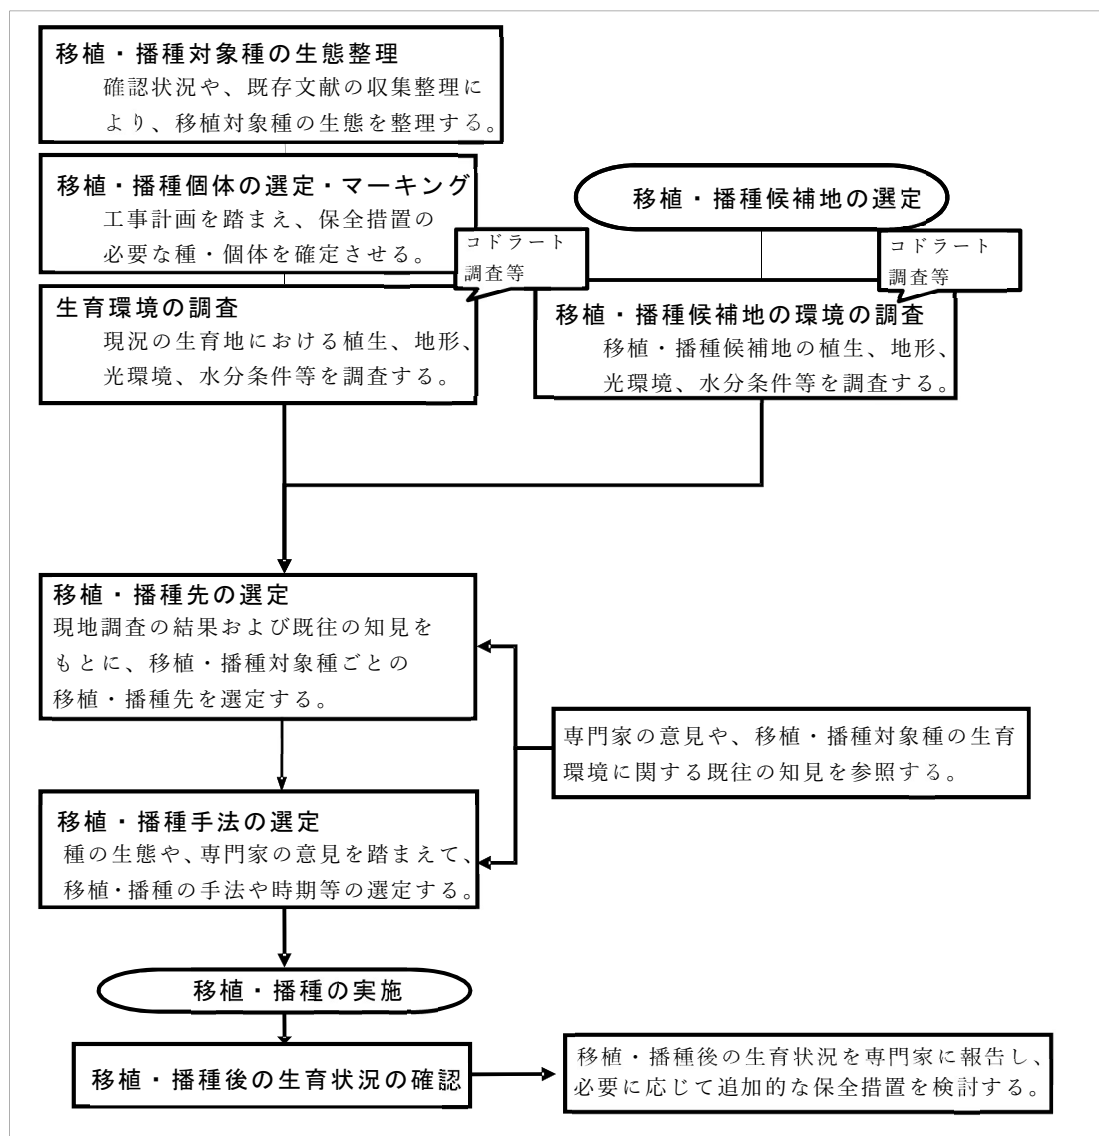 移植・播種対象種の生態整理
確認状況や、既存文献の収集整理に
より、移植対象種の生態を整理する。
移植・播種個体の選定・マーキング
工事計画を踏まえ、保全措置の
必要な種・個体を確定させる。
移植・播種候補地の選定
コドラート
調査等
コドラート
調査等
生育環境の調査
現況の生育地における植生、地形、
光環境、水分条件等を調査する。
移植・播種候補地の環境の調査
移植・播種候補地の植生、地形、
光環境、水分条件等を調査する。
移植・播種先の選定
現地調査の結果および既往の知見を
もとに、移植・播種対象種ごとの
移植・播種先を選定する。
専門家の意見や、移植・播種対象種の生育
環境に関する既往の知見を参照する。
移植・播種手法の選定
種の生態や、専門家の意見を踏まえて、
移植・播種の手法や時期等の選定する。
移植・播種の実施
移植・播種後の生育状況の確認
移植・播種後の生育状況を専門家に報告し、
必要に応じて追加的な保全措置を検討する。